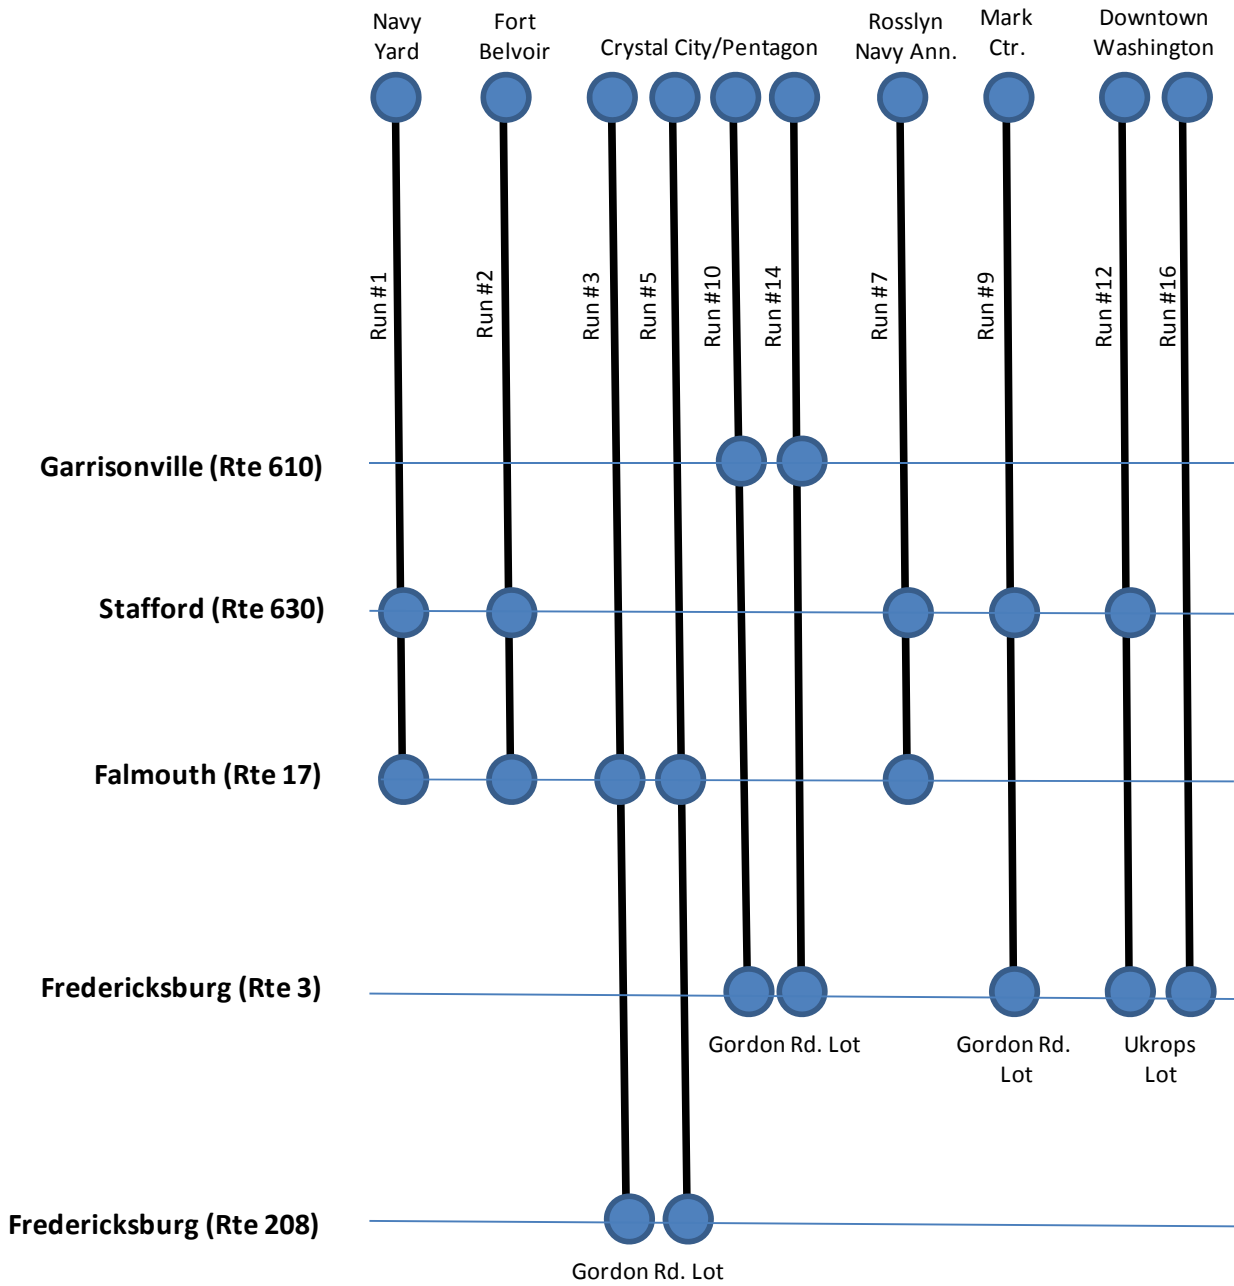 Navy
Yard
Fort
Belvoir
Crystal City/Pentagon
Rosslyn
Navy Ann.
Mark
Ctr.
Downtown
Washington
Run #1
Run #2
Run #3
Run #5
Run #10
Run #14
Run #7
Run #9
Run #12
Run #16
Garrisonville (Rte 610)
Stafford (Rte 630)
Falmouth (Rte 17)
Fredericksburg (Rte 3)
Gordon Rd. Lot
Gordon Rd.
Lot
Ukrops
Lot
Fredericksburg (Rte 208)
Gordon Rd. Lot